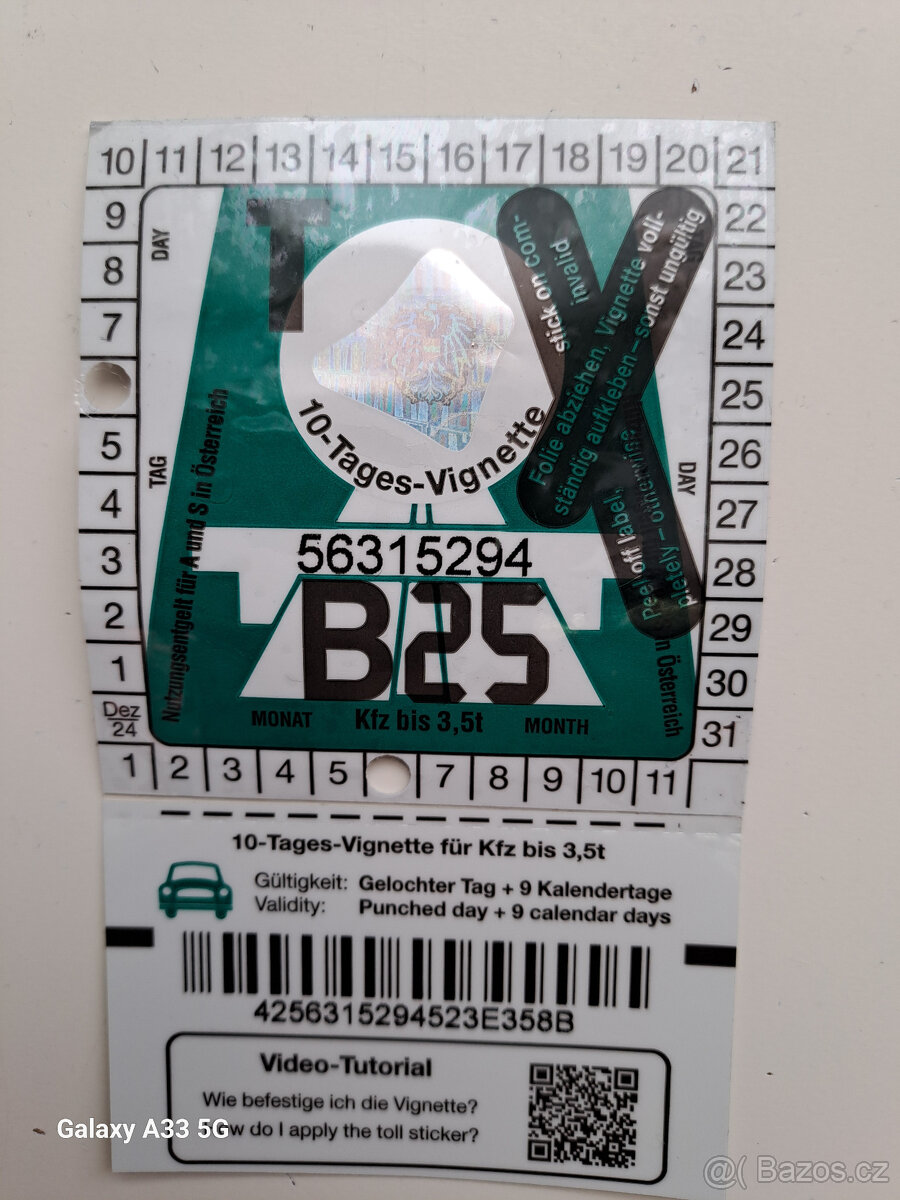 10 11 12 13 14 15 16 17 18 19 20 21
9
8
7
5
4
3
2
1
Dez
24
22
23
24
25
26
27
28
29
30
31
1 2 3 4 5 7 8 9 10 11
DAY
TAG
DAY
T
Nutzungsentgelt für A und S in Österreich
in Österreich
10-Tages-Vignette
Folie abziehen, Vignette voll-
ständig aufkleben – sonst ungültig
Peel off label, stick on com-
pletely – otherwise invalid
56315294
B25
MONAT Kfz bis 3,5t MONTH
10-Tages-Vignette für Kfz bis 3,5t
Gültigkeit: Gelochter Tag + 9 Kalendertage
Validity: Punched day + 9 calendar days
4256315294523E358B
Video-Tutorial
Wie befestige ich die Vignette?
How do I apply the toll sticker?
Galaxy A33 5G
@( Bazos.cz